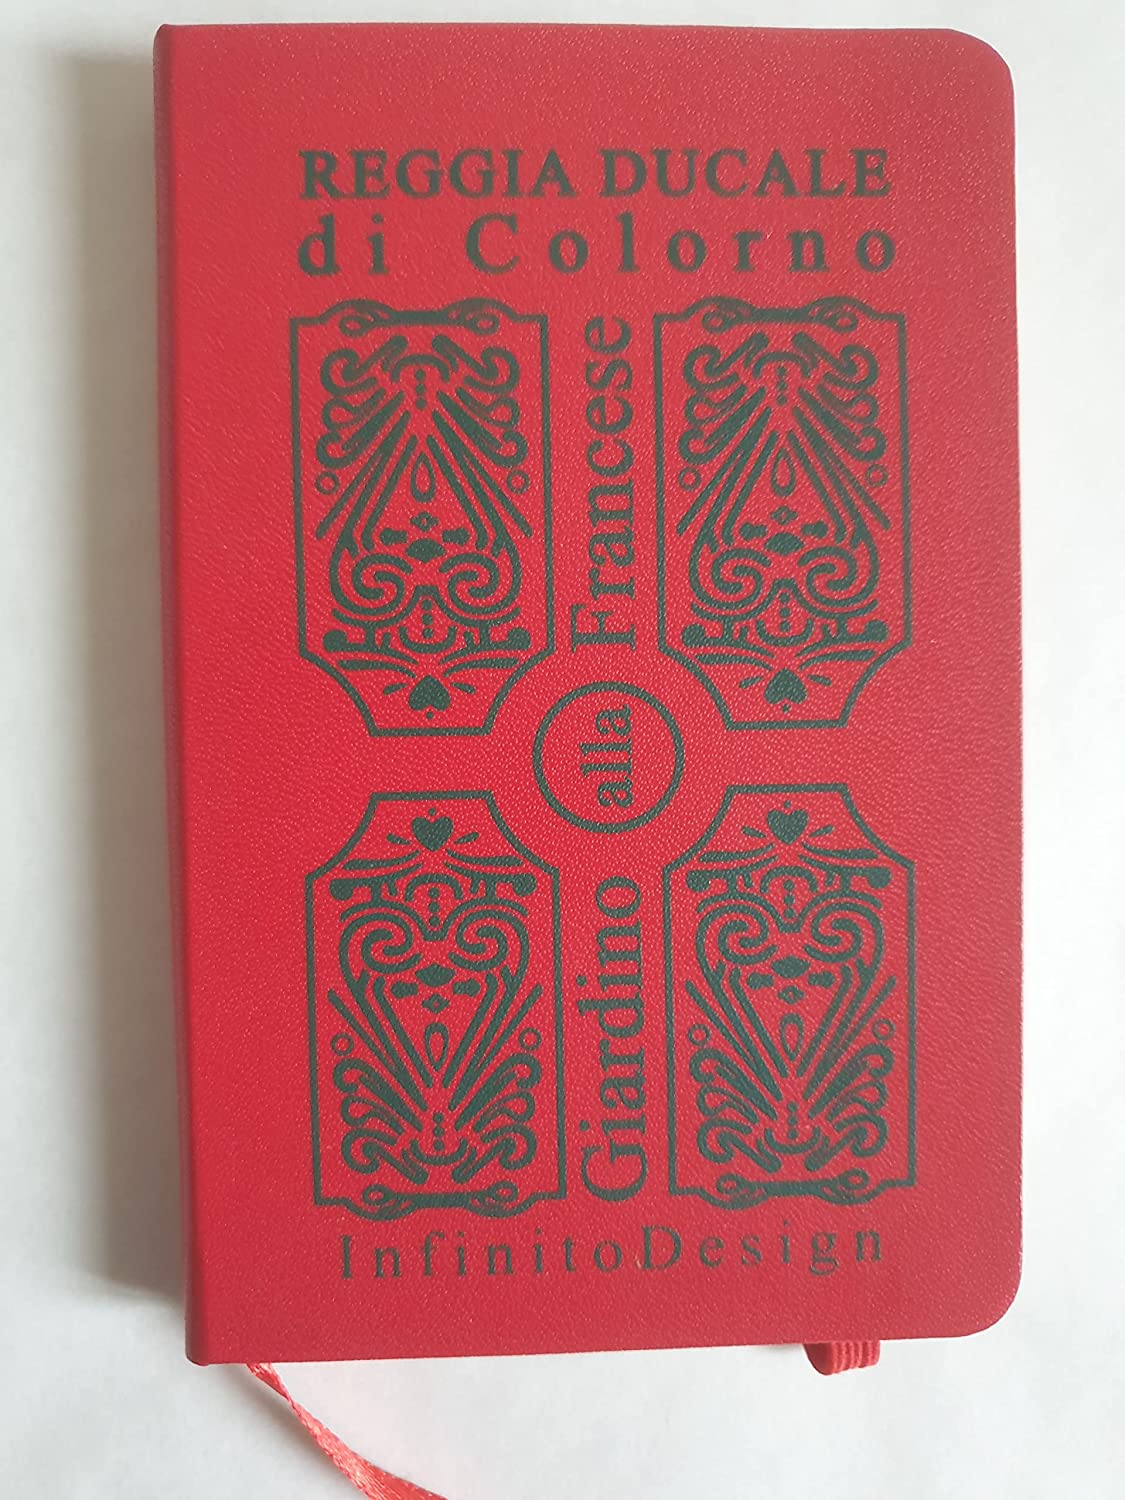 REGGIA DUCALE
di Colorno
Giardino alla Francese
InfinitoDesign